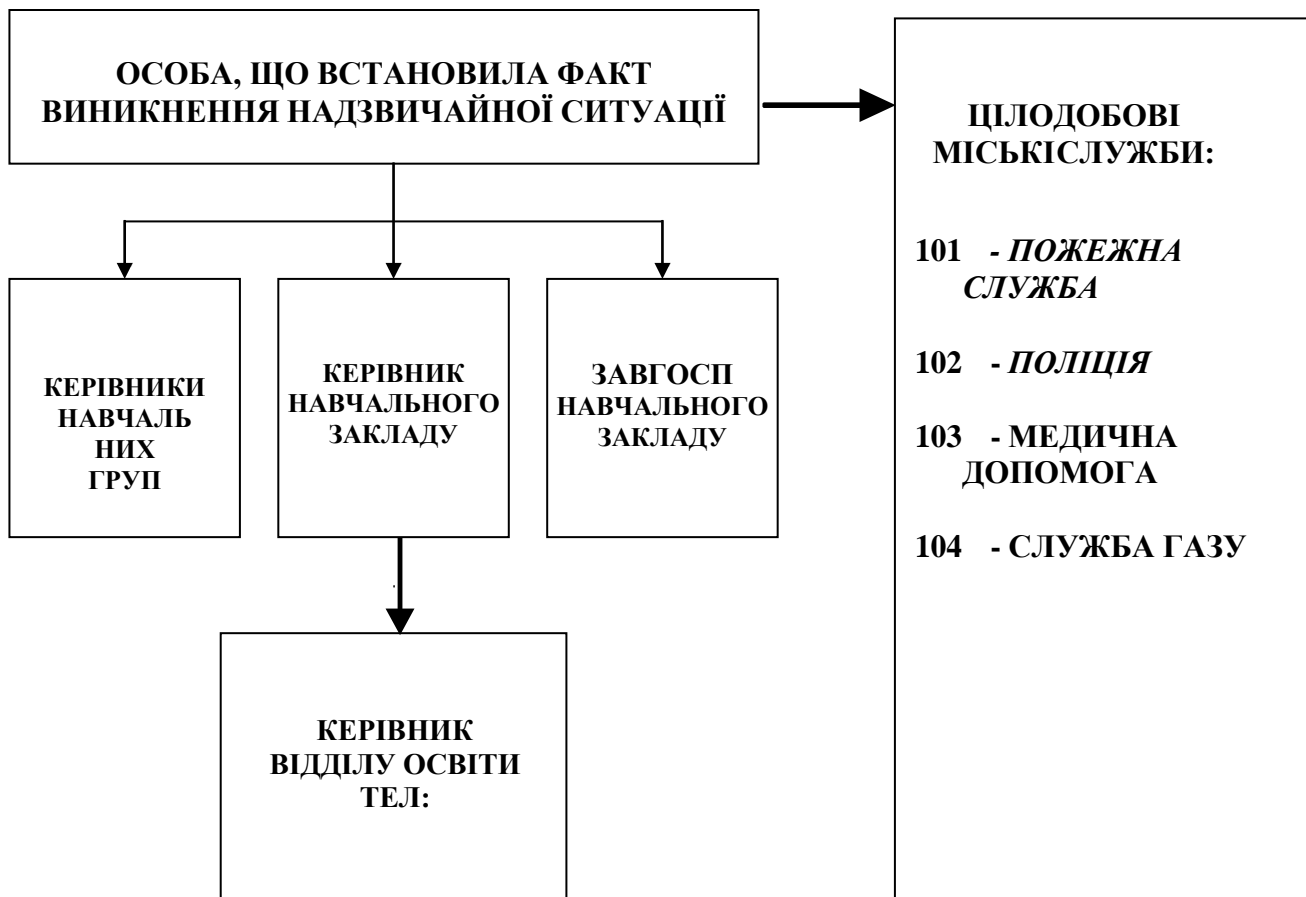 ОСОБА, ЩО ВСТАНОВИЛА ФАКТ
ВИНИКНЕННЯ НАДЗВИЧАЙНОЇ СИТУАЦІЇ
ЦІЛОДОБОВІ
МІСЬКІСЛУЖБИ:
101 - ПОЖЕЖНА
СЛУЖБА
102 - ПОЛІЦІЯ
103 - МЕДИЧНА
ДОПОМОГА
104 - СЛУЖБА ГАЗУ
КЕРІВНИКИ
НАВЧАЛЬ
НИХ
ГРУП
КЕРІВНИК
НАВЧАЛЬНОГО
ЗАКЛАДУ
ЗАВГОСП
НАВЧАЛЬНОГО
ЗАКЛАДУ
КЕРІВНИК
ВІДДІЛУ ОСВІТИ
ТЕЛ: